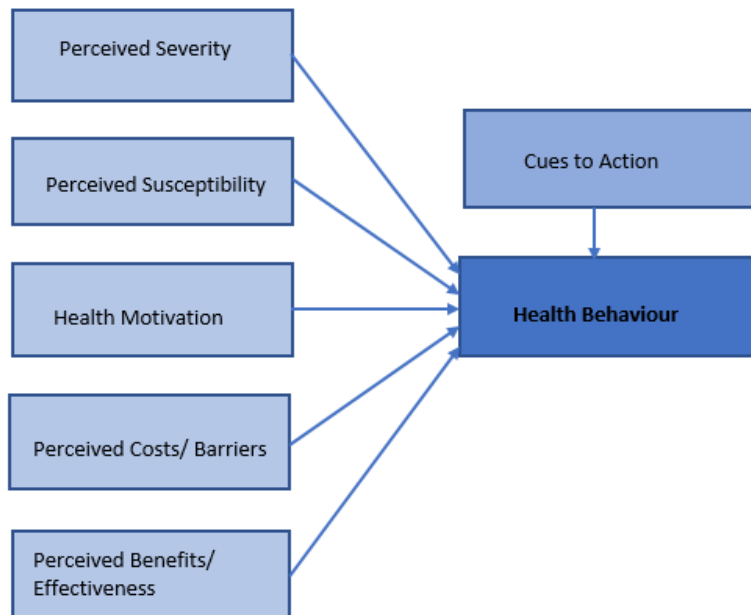 Perceived Severity
Cues to Action
Perceived Susceptibility
Health Motivation
Health Behaviour
Perceived Costs/ Barriers
Perceived Benefits/
Effectiveness